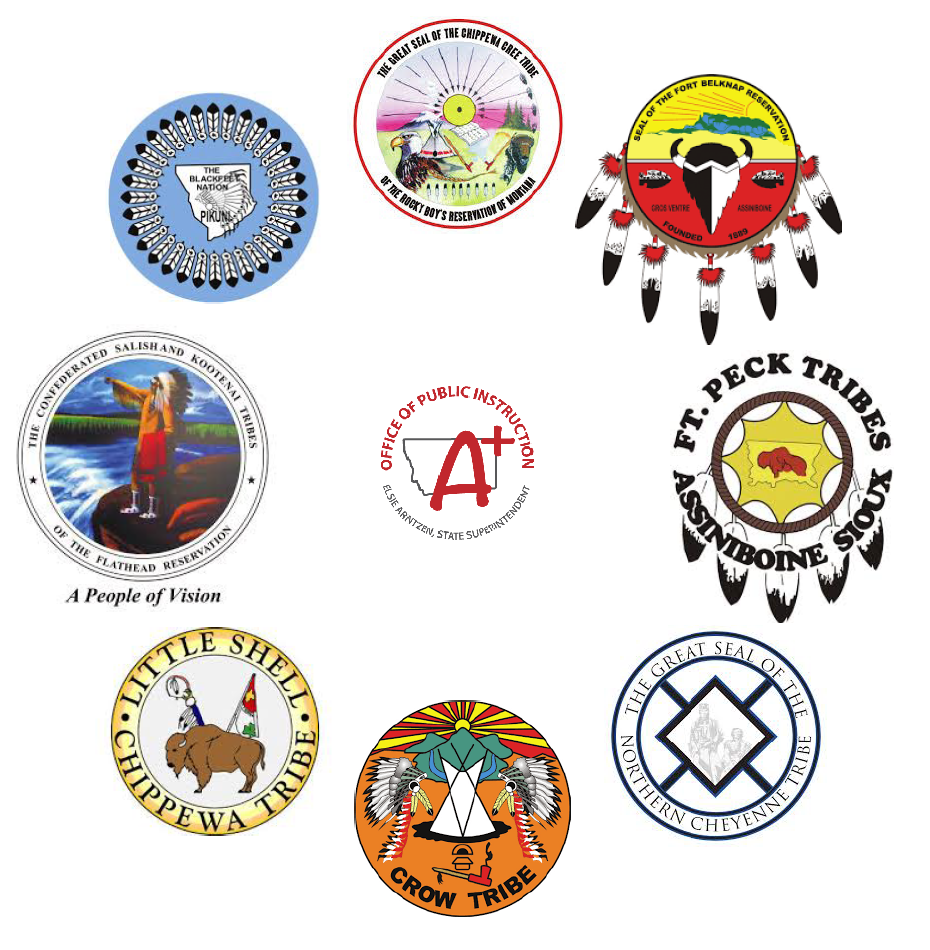 THE GREAT SEAL OF THE CHIPPEWA CREE TRIBE
OF THE ROCKY BOY'S RESERVATION OF MONTANA
THE
BLACKFEET
NATION
PIKUNI
SEAL OF THE FORT BELKNAP RESERVATION
GROS VENTRE
ASSINIBOINE
FOUNDED 1889
THE CONFEDERATED SALISH AND KOOTENAI TRIBES
OF THE FLATHEAD RESERVATION
A People of Vision
OFFICE OF PUBLIC INSTRUCTION
A+
ELSIE ARNTZEN, STATE SUPERINTENDENT
FT. PECK TRIBES
ASSINIBOINE SIOUX
LITTLE SHELL
CHIPPEWA TRIBE
CROW TRIBE
THE GREAT SEAL OF THE
NORTHERN CHEYENNE TRIBE